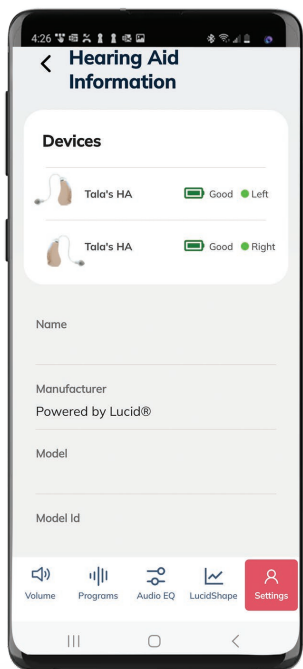 4:26
Hearing Aid
Information
Devices
Tala's HA Good Left
Tala's HA Good Right
Name
Manufacturer
Powered by Lucid®
Model
Model Id
Volume Programs Audio EQ LucidShape Settings